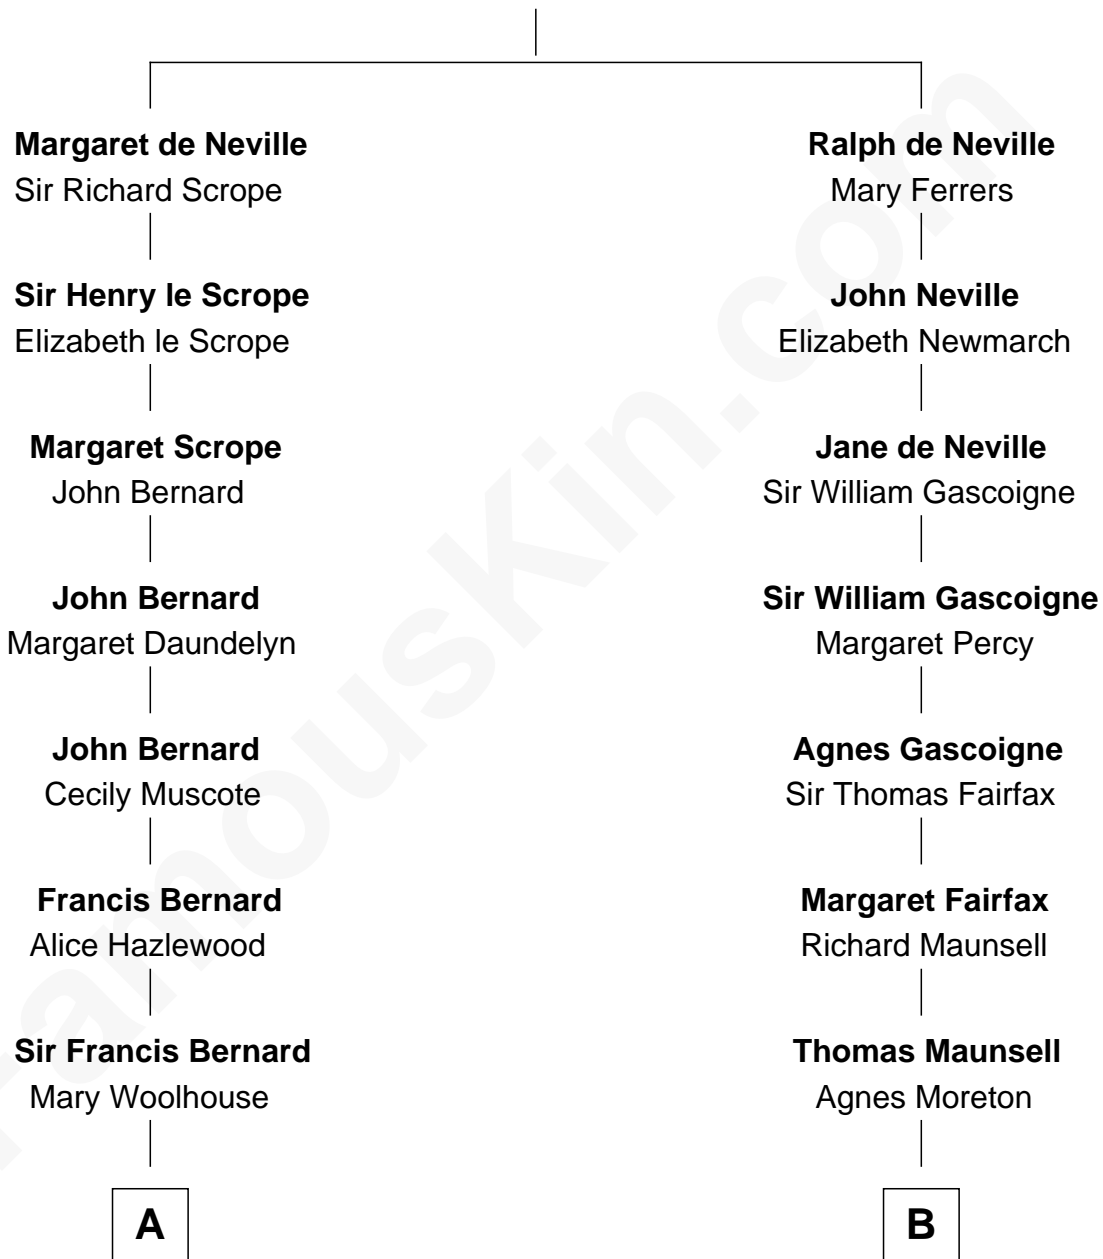 Margaret de Neville
Sir Richard Scrope
Ralph de Neville
Mary Ferrers
Sir Henry le Scrope
Elizabeth le Scrope
John Neville
Elizabeth Newmarch
Margaret Scrope
John Bernard
Jane de Neville
Sir William Gascoigne
John Bernard
Margaret Daundelyn
Sir William Gascoigne
Margaret Percy
John Bernard
Cecily Muscote
Agnes Gascoigne
Sir Thomas Fairfax
Francis Bernard
Alice Hazlewood
Margaret Fairfax
Richard Maunsell
Sir Francis Bernard
Mary Woolhouse
Thomas Maunsell
Agnes Moreton
A
B
FamousKin.com